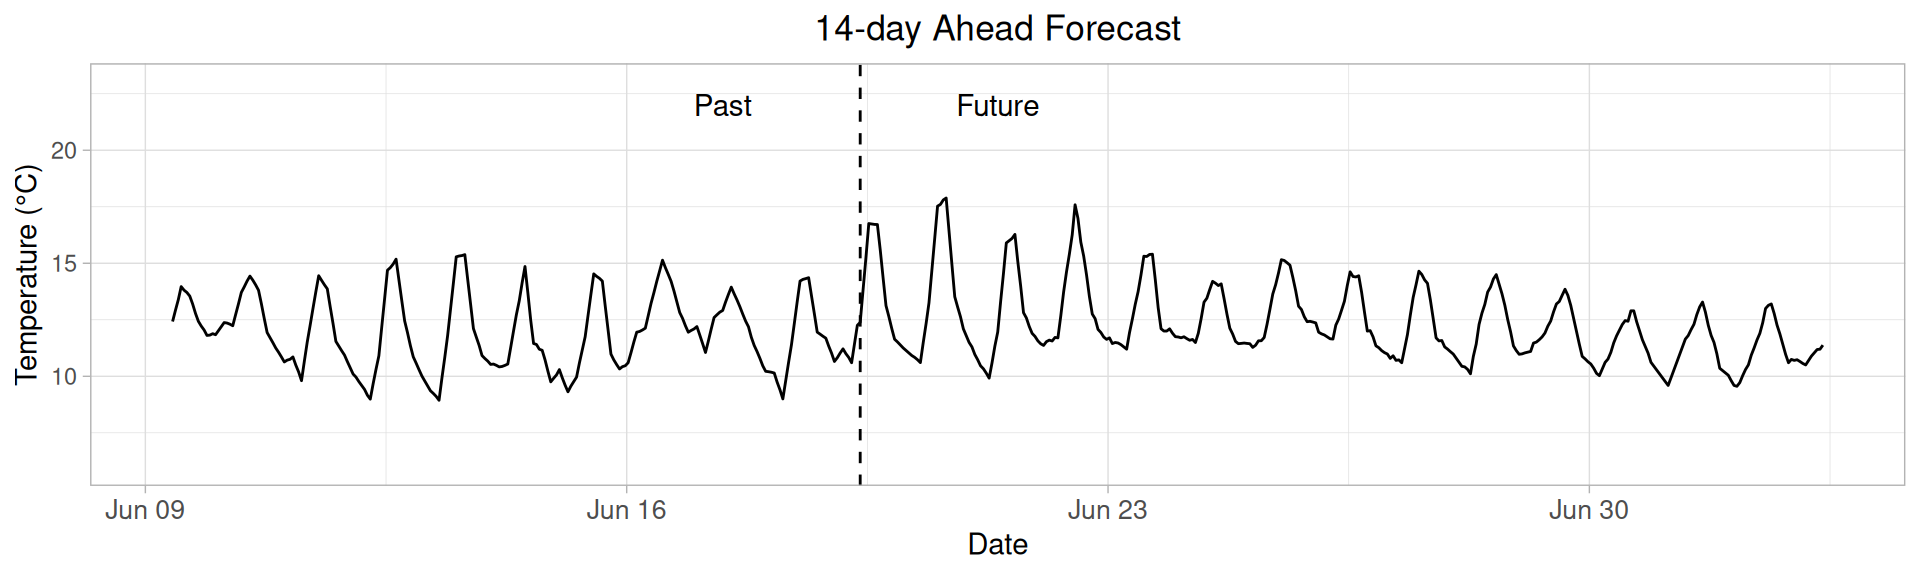 14-day Ahead Forecast
Past
Future
20
15
10
Temperature (°C)
Jun 09
Jun 16
Jun 23
Jun 30
Date